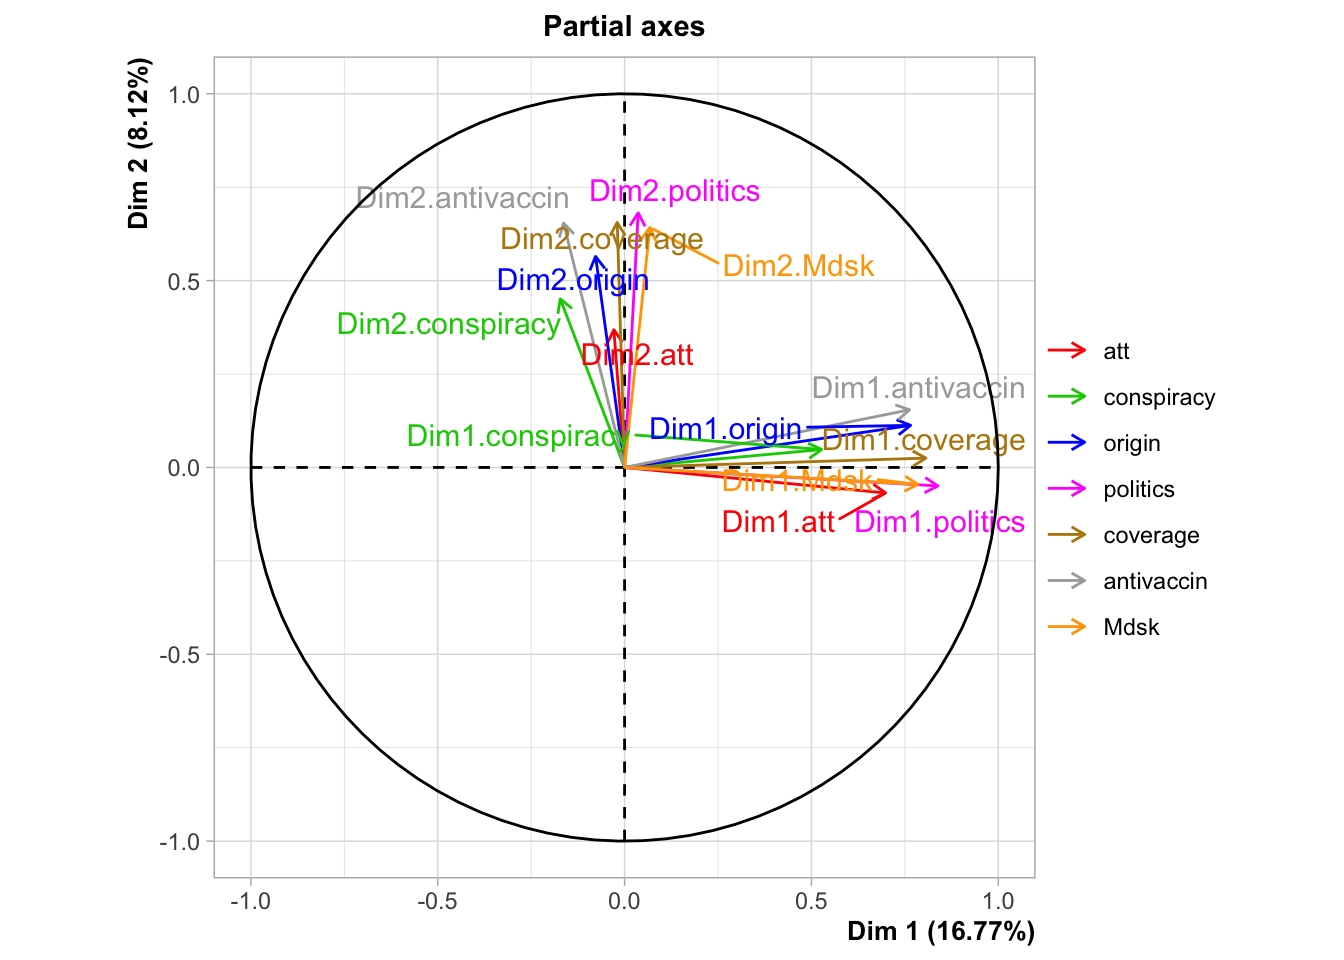 Partial axes
Dim 2 (8.12%)
1.0
0.5
0.0
-0.5
-1.0
Dim2.antivaccin
Dim2.politics
Dim2.coverage
Dim2.Mdsk
Dim2.origin
Dim2.conspiracy
Dim2.att
Dim1.antivaccin
Dim1.conspiracy
Dim1.origin
Dim1.coverage
Dim1.Mdsk
Dim1.att
Dim1.politics
att
conspiracy
origin
politics
coverage
antivaccin
Mdsk
-1.0
-0.5
0.0
0.5
1.0
Dim 1 (16.77%)